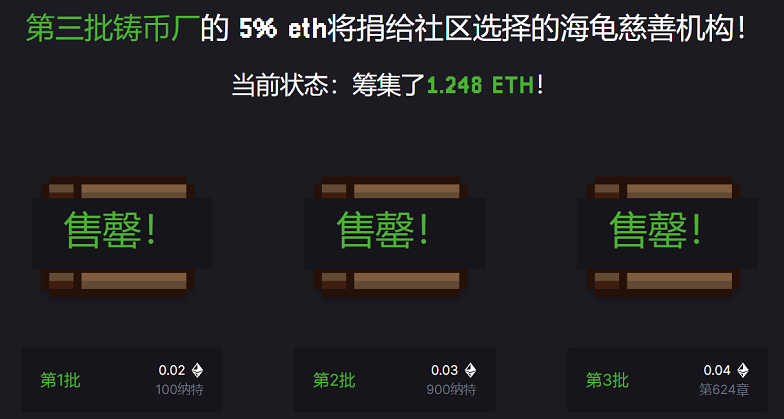 第三批铸币厂的 5% eth将捐给社区选择的海龟慈善机构！
当前状态：筹集了1.248 ETH！
售罄！ 售罄！ 售罄！
第1批 0.02 第2批 0.03 第3批 0.04
100纳特 900纳特 第624章